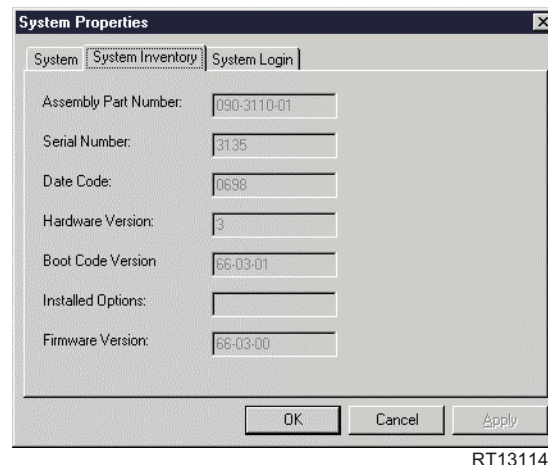 System Properties
System System Inventory System Login
Assembly Part Number: 090-3110-01
Serial Number: 3135
Date Code: 0698
Hardware Version: 3
Boot Code Version 66-03-01
Installed Options:
Firmware Version: 66-03-00
OK Cancel Apply
RT13114